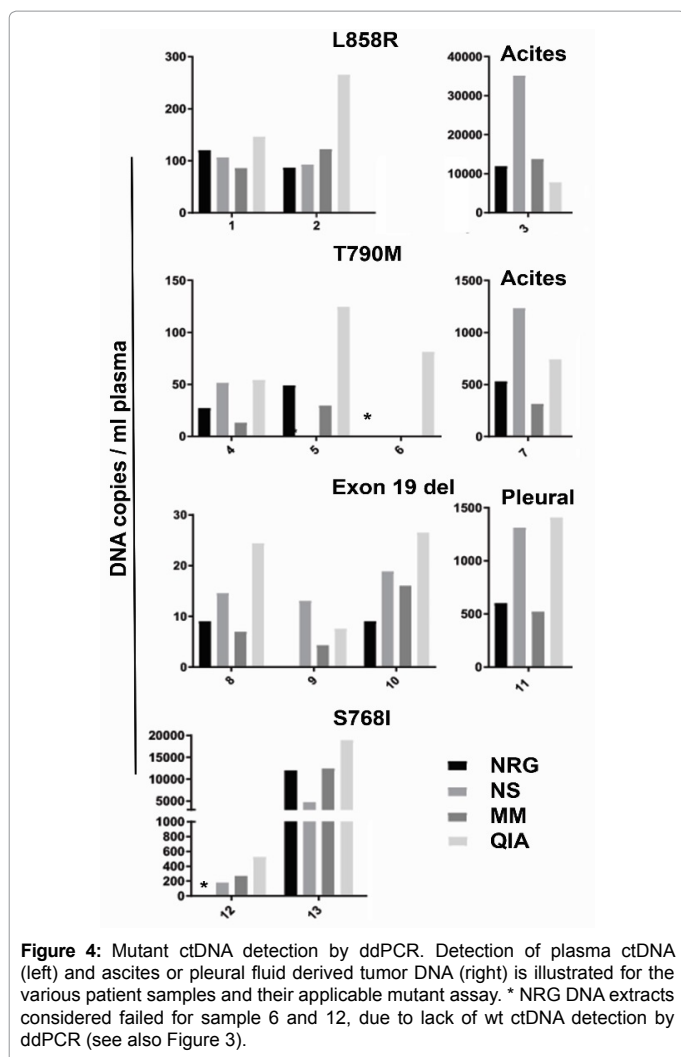 L858R
Acites
300
200
100
0
1
2
40000
30000
20000
10000
0
3
T790M
Acites
150
100
50
0
*
4
5
6
1500
1000
500
0
7
DNA copies / ml plasma
Exon 19 del
Pleural
30
20
10
0
8
9
10
1500
1000
500
0
11
S768I
20000
15000
10000
5000
1000
800
600
400
200
0
*
12
13
NRG
NS
MM
QIA
Figure 4: Mutant ctDNA detection by ddPCR. Detection of plasma ctDNA
(left) and ascites or pleural fluid derived tumor DNA (right) is illustrated for the
various patient samples and their applicable mutant assay. * NRG DNA extracts
considered failed for sample 6 and 12, due to lack of wt ctDNA detection by
ddPCR (see also Figure 3).